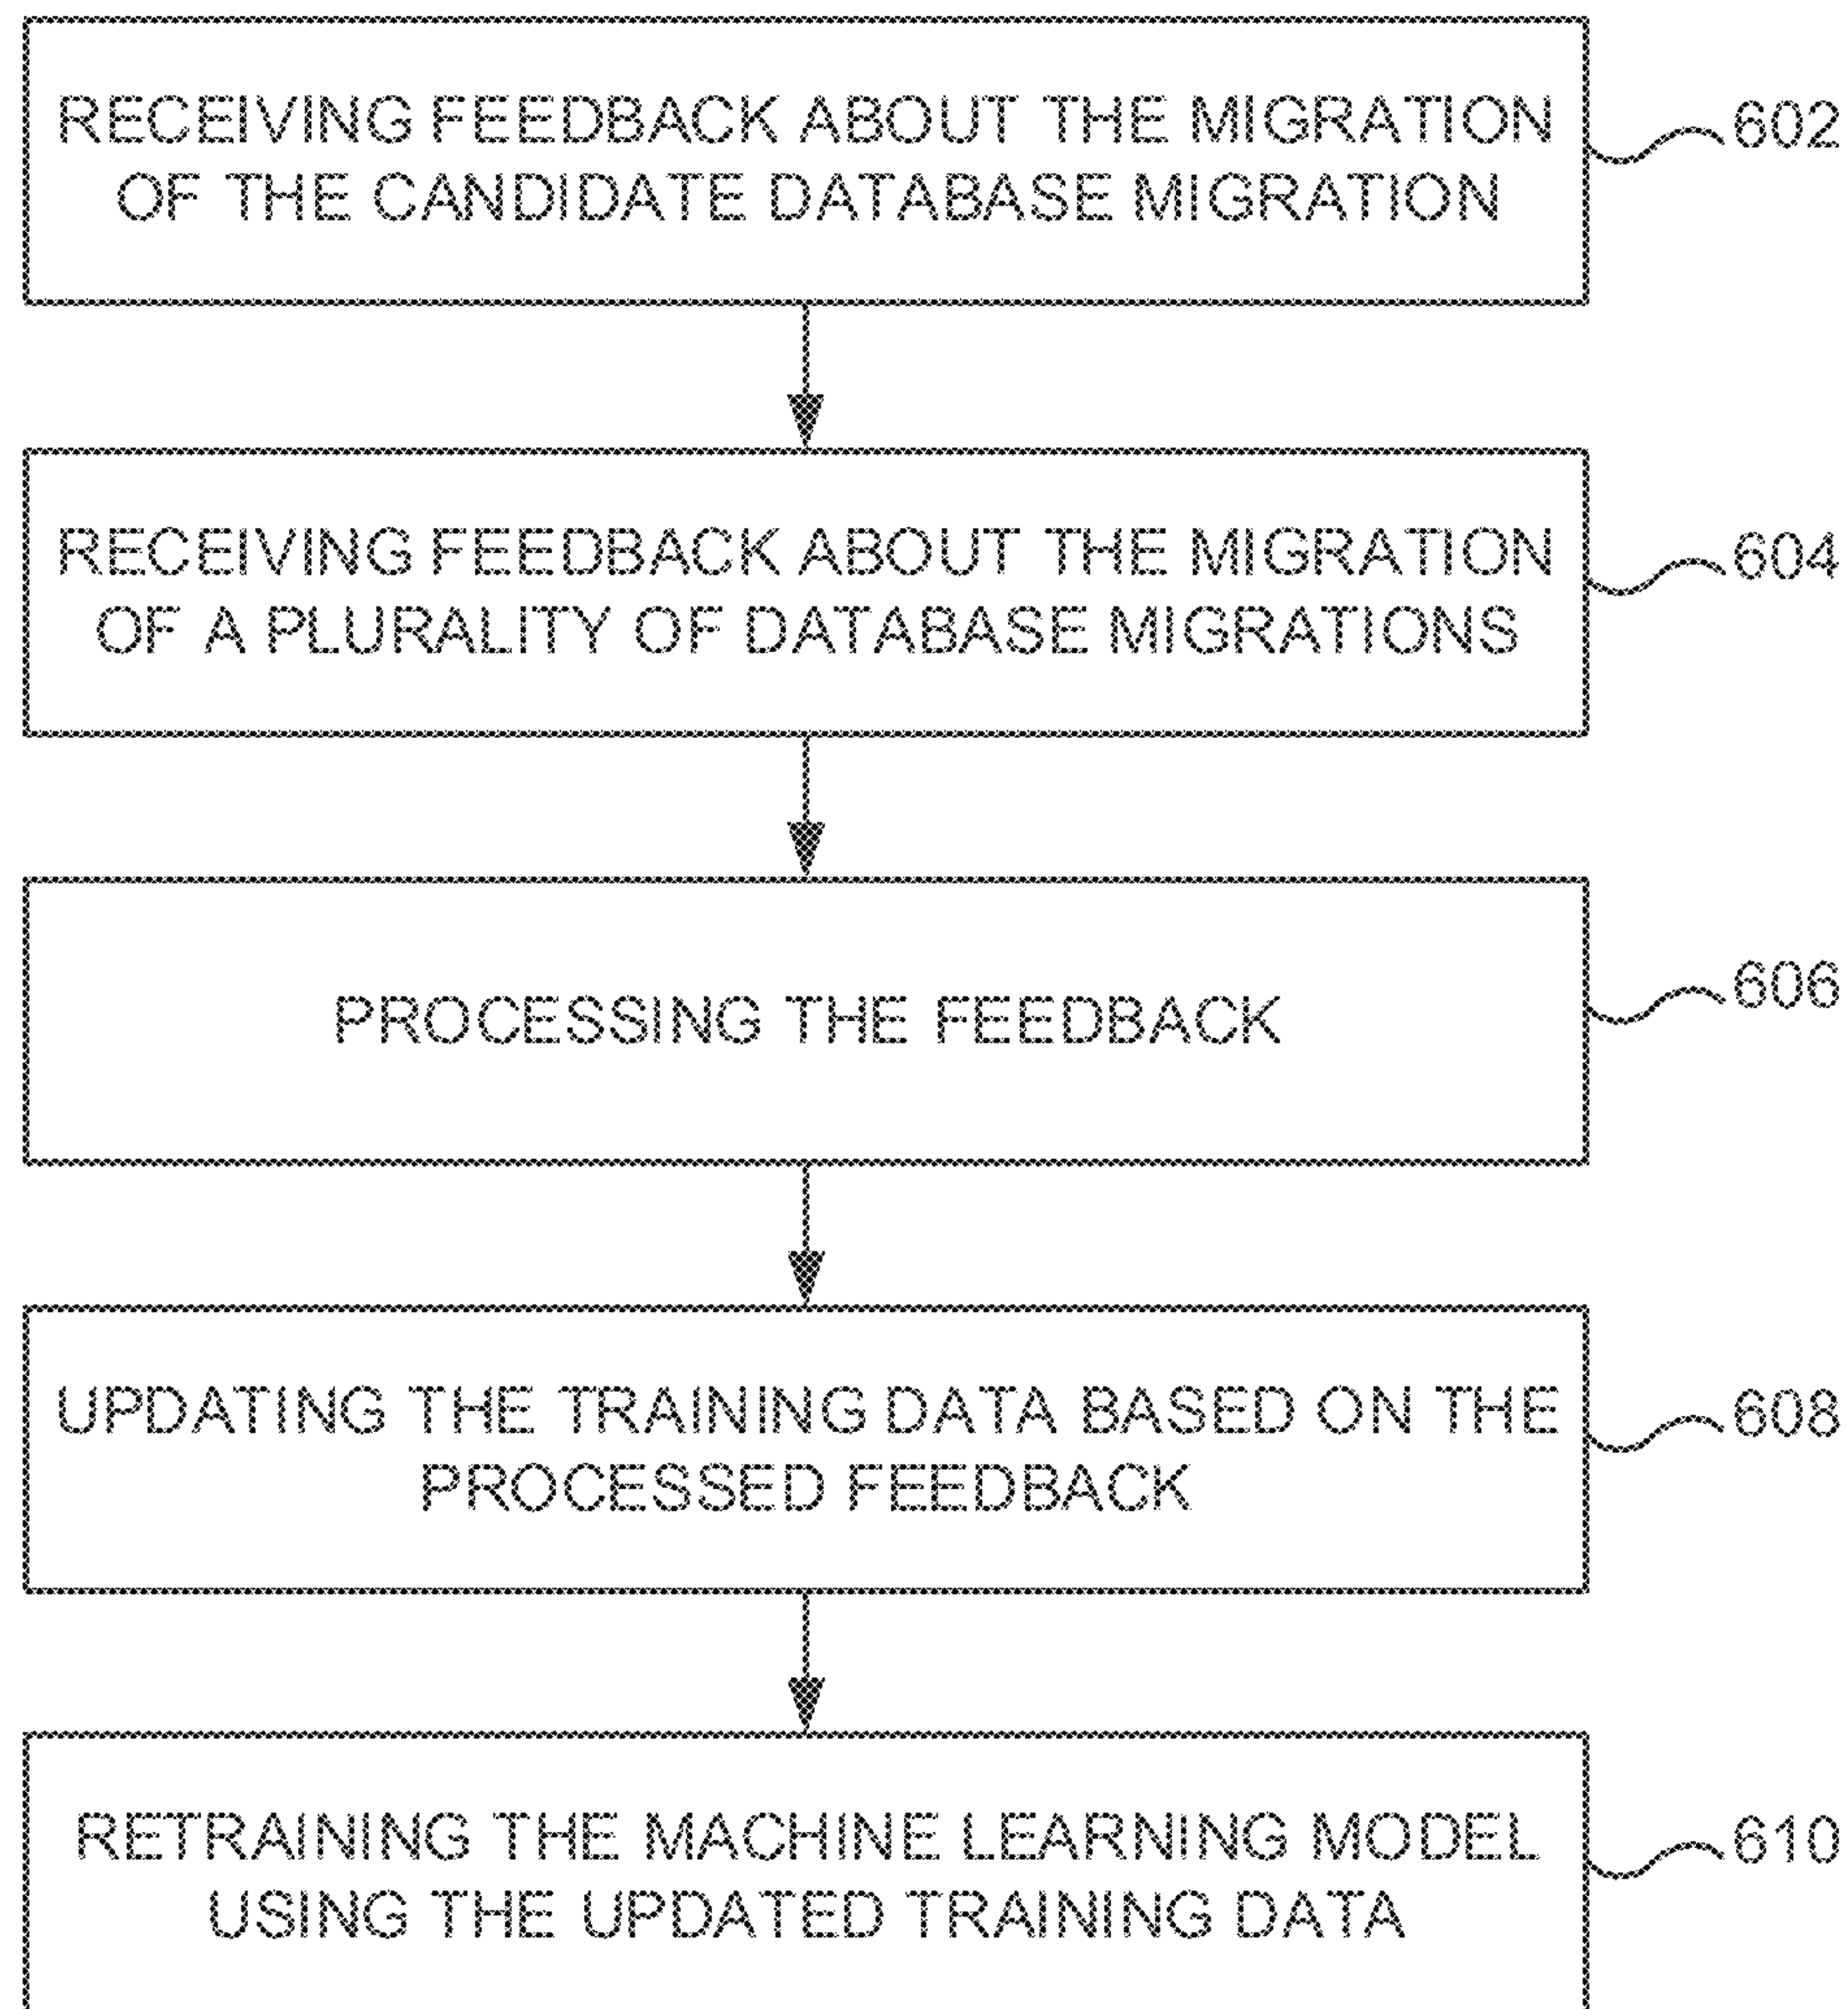 RECEIVING FEEDBACK ABOUT THE MIGRATION
OF THE CANDIDATE DATABASE MIGRATION
602
RECEIVING FEEDBACK ABOUT THE MIGRATION
OF A PLURALITY OF DATABASE MIGRATIONS
604
PROCESSING THE FEEDBACK
606
UPDATING THE TRAINING DATA BASED ON THE
PROCESSED FEEDBACK
608
RETRAINING THE MACHINE LEARNING MODEL
USING THE UPDATED TRAINING DATA
610